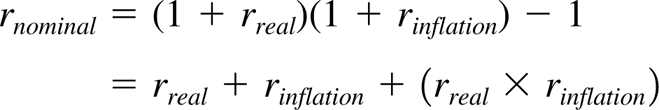 r_nominal = (1 + r_real)(1 + r_inflation) − 1
= r_real + r_inflation + (r_real × r_inflation)